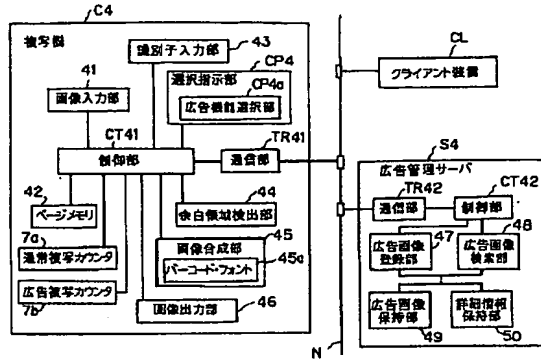 C4
複写機
識別子入力部
43
選択指示部
CP4
CP4a
広告機能選択部
41
画像入力部
CT41
制御部
TR41
通信部
42
ページメモリ
44
余白領域検出部
7a
通常複写カウンタ
画像合成部
45
バーコード・フォント
45a
広告複写カウンタ
7b
画像出力部
46
N
CL
クライアント装置
S4
広告管理サーバ
TR42
CT42
通信部
制御部
広告画像登録部
47
広告画像検索部
48
広告画像保持部
49
詳細情報保持部
50